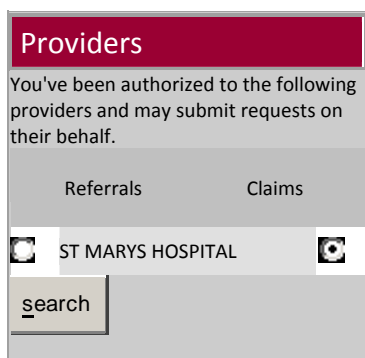 Providers
You've been authorized to the following
providers and may submit requests on
their behalf.
Referrals Claims
ST MARYS HOSPITAL
search